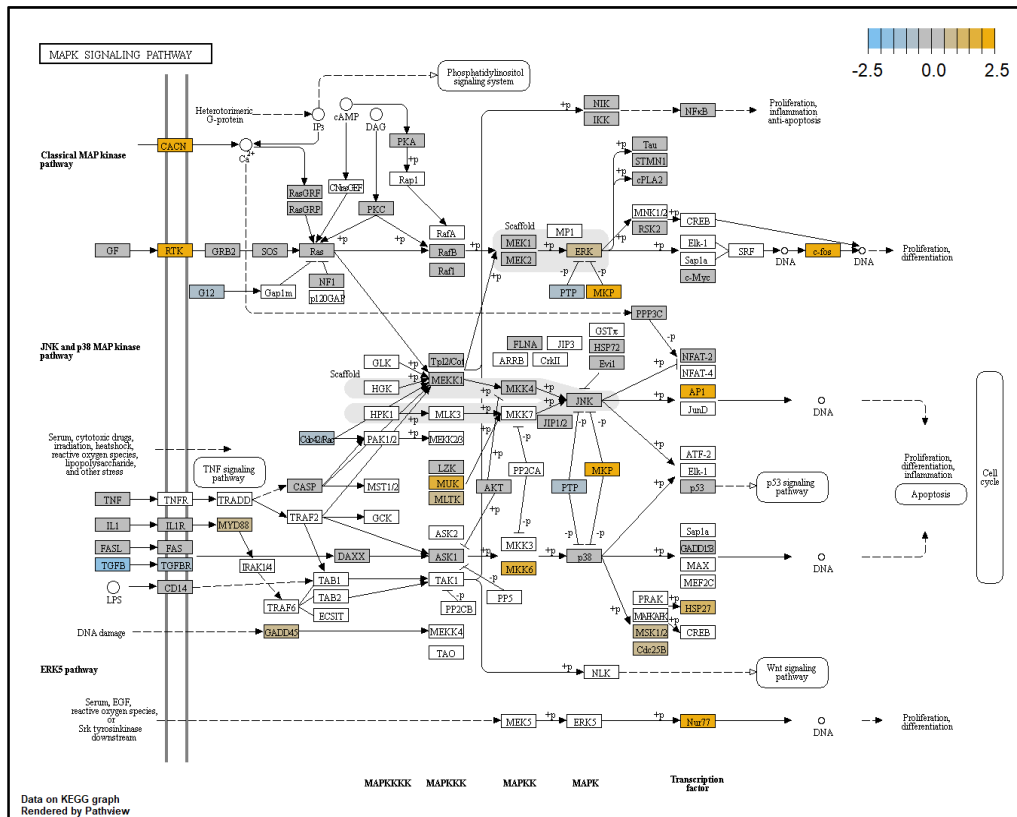 MAPK SIGNALING PATHWAY
-2.5 0.0 2.5
Phosphatidylinositol
signaling system
Heterotorimeric
G-protein
IP3
cAMP
DAG
Ca2+
CACN
Classical MAP kinase
pathway
PKA
+p
Rap1
CNrasGEF
RasGRF
RasGRP
PKC
+p
+p
NIK
IKK
NFκB
Proliferation,
inflammation
anti-apoptosis
+p
+p
Tau
STMN1
cPLA2
RafA
RafB
Raf1
Scaffold
MEK1
MEK2
MP1
ERK
MNK1/2
RSK2
CREB
GF
RTK
GRB2
SOS
Ras
+p
+p
+p
+p
+p
Elk-1
Sap1a
c-Myc
SRF
DNA
c-fos
DNA
Proliferation,
differentiation
G12
Gap1m
NF1
p120GAP
-p
-p
PTP
MKP
PPP3C
-p
JNK and p38 MAP kinase
pathway
Scaffold
GLK
HGK
HPK1
Tpl2/Cot
MEKK1
MLK3
+p
+p
+p
FLNA
JIP3
ARRB
CrkII
GSTπ
HSP72
Evi1
NFAT-2
NFAT-4
MKK4
MKK7
JNK
JIP1/2
+p
+p
+p
AP1
JunD
DNA
Cdc42/Rac
PAK1/2
MEKK2/3
Serum, cytotoxic drugs,
irradiation, heatshock,
reactive oxygen species,
lipopolysaccharide,
and other stress
TNF signaling
pathway
LZK
MUK
MLTK
AKT
PP2CA
-p
PTP
MKP
-p
-p
ATF-2
Elk-1
p53
p53 signaling
pathway
Proliferation,
differentiation,
inflammation
Apoptosis
Cell
cycle
CASP
MST1/2
TNF
TNFR
TRADD
TRAF2
GCK
IL1
IL1R
MYD88
ASK2
MKK3
FASL
FAS
DAXX
ASK1
MKK6
p38
+p
+p
+p
Sap1a
GADD153
MAX
MEF2C
DNA
TGFB
TGFBR
IRAK1/4
TAB1
TAB2
ECSIT
TRAF6
TAK1
PP2CB
PP5
-p
-p
LPS
CD14
PRAK
MAPKAPK
MSK1/2
Cdc25B
+p
+p
HSP27
CREB
DNA damage
GADD45
MEKK4
TAO
ERK5 pathway
+p
NLK
Wnt signaling
pathway
Serum, EGF,
reactive oxygen species,
or
Srk tyrosinkinase
downstream
MEK5
+p
ERK5
+p
Nur77
DNA
Proliferation,
differentiation
MAPKKKK
MAPKKK
MAPKK
MAPK
Transcription
factor
Data on KEGG graph
Rendered by Pathview